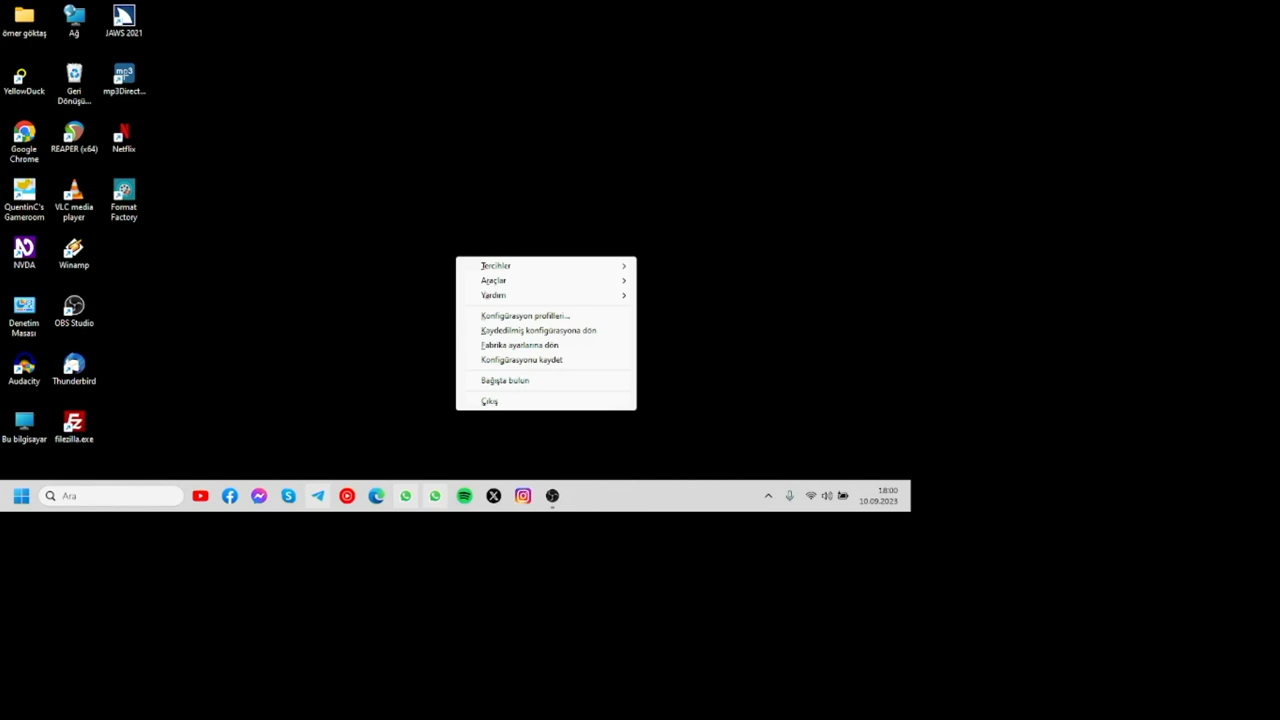 ömer göktaş
Ağ
JAWS 2021
YellowDuck
Geri
Dönüşü...
mp3
mp3Direct...
Google
Chrome
REAPER (x64)
Netflix
QuentinC's
Gameroom
VLC media
player
Format
Factory
NVDA
Winamp
Denetim
Masası
OBS Studio
Audacity
Thunderbird
Bu bilgisayar
filezilla.exe
Tercihler
Araçlar
Yardım
Konfigürasyon profilleri...
Kaydedilmiş konfigürasyona dön
Fabrika ayarlarına dön
Konfigürasyonu kaydet
Bağışta bulun
Çıkış
Ara
18:00
10.09.2023